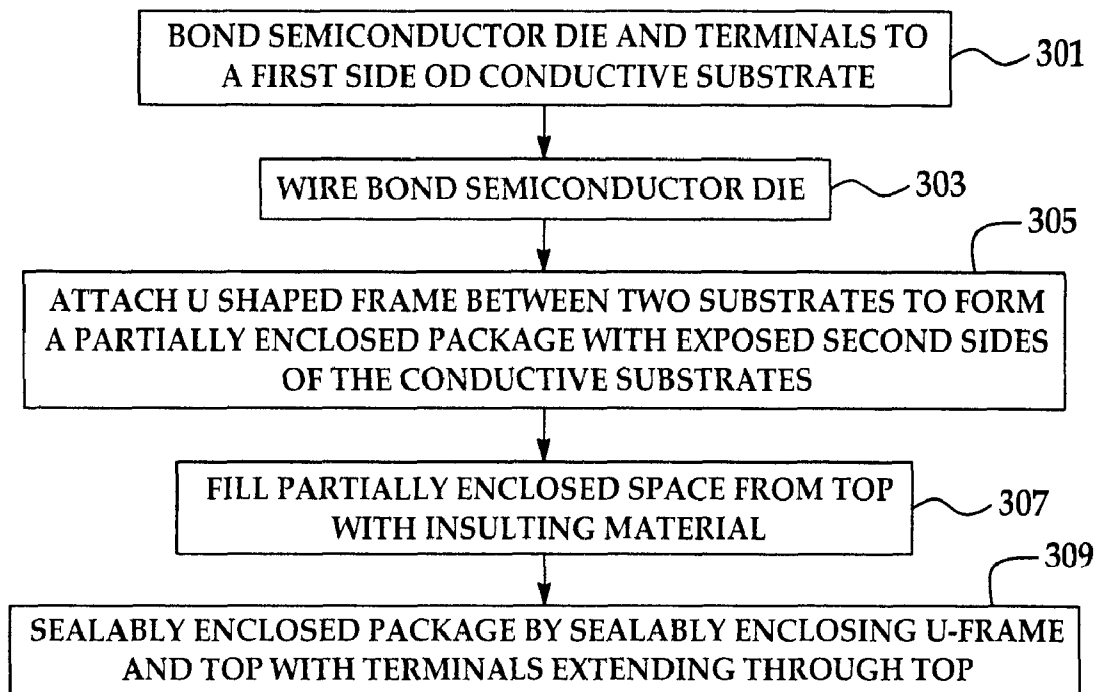 BOND SEMICONDUCTOR DIE AND TERMINALS TO
A FIRST SIDE OD CONDUCTIVE SUBSTRATE
301
WIRE BOND SEMICONDUCTOR DIE
303
305
ATTACH U SHAPED FRAME BETWEEN TWO SUBSTRATES TO FORM
A PARTIALLY ENCLOSED PACKAGE WITH EXPOSED SECOND SIDES
OF THE CONDUCTIVE SUBSTRATES
FILL PARTIALLY ENCLOSED SPACE FROM TOP
WITH INSULTING MATERIAL
307
309
SEALABLY ENCLOSED PACKAGE BY SEALABLY ENCLOSING U-FRAME
AND TOP WITH TERMINALS EXTENDING THROUGH TOP